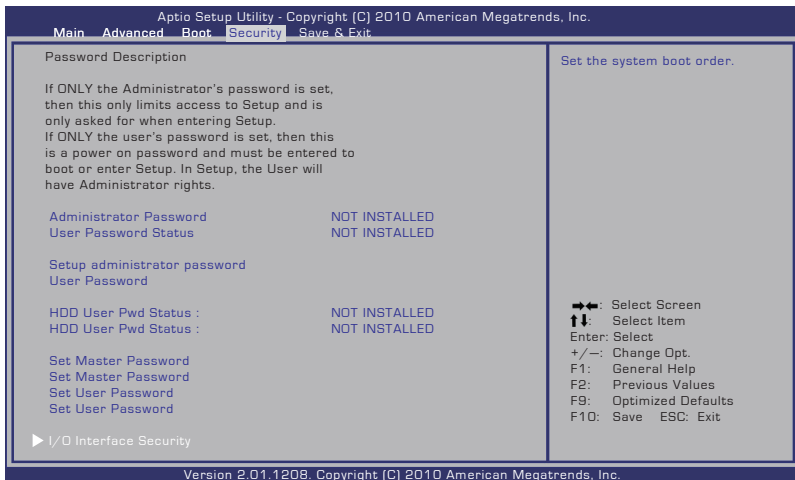 Aptio Setup Utility - Copyright (C) 2010 American Megatrends, Inc.
Main Advanced Boot Security Save & Exit
Password Description
If ONLY the Administrator's password is set,
then this only limits access to Setup and is
only asked for when entering Setup.
If ONLY the user's password is set, then this
is a power on password and must be entered to
boot or enter Setup. In Setup, the User will
have Administrator rights.
Administrator Password NOT INSTALLED
User Password Status NOT INSTALLED
Setup administrator password
User Password
HDD User Pwd Status : NOT INSTALLED
HDD User Pwd Status : NOT INSTALLED
Set Master Password
Set Master Password
Set User Password
Set User Password
I/O Interface Security
Set the system boot order.
→←: Select Screen
↑↓: Select Item
Enter: Select
+/—: Change Opt.
F1: General Help
F2: Previous Values
F9: Optimized Defaults
F10: Save ESC: Exit
Version 2.01.1208. Copyright (C) 2010 American Megatrends, Inc.